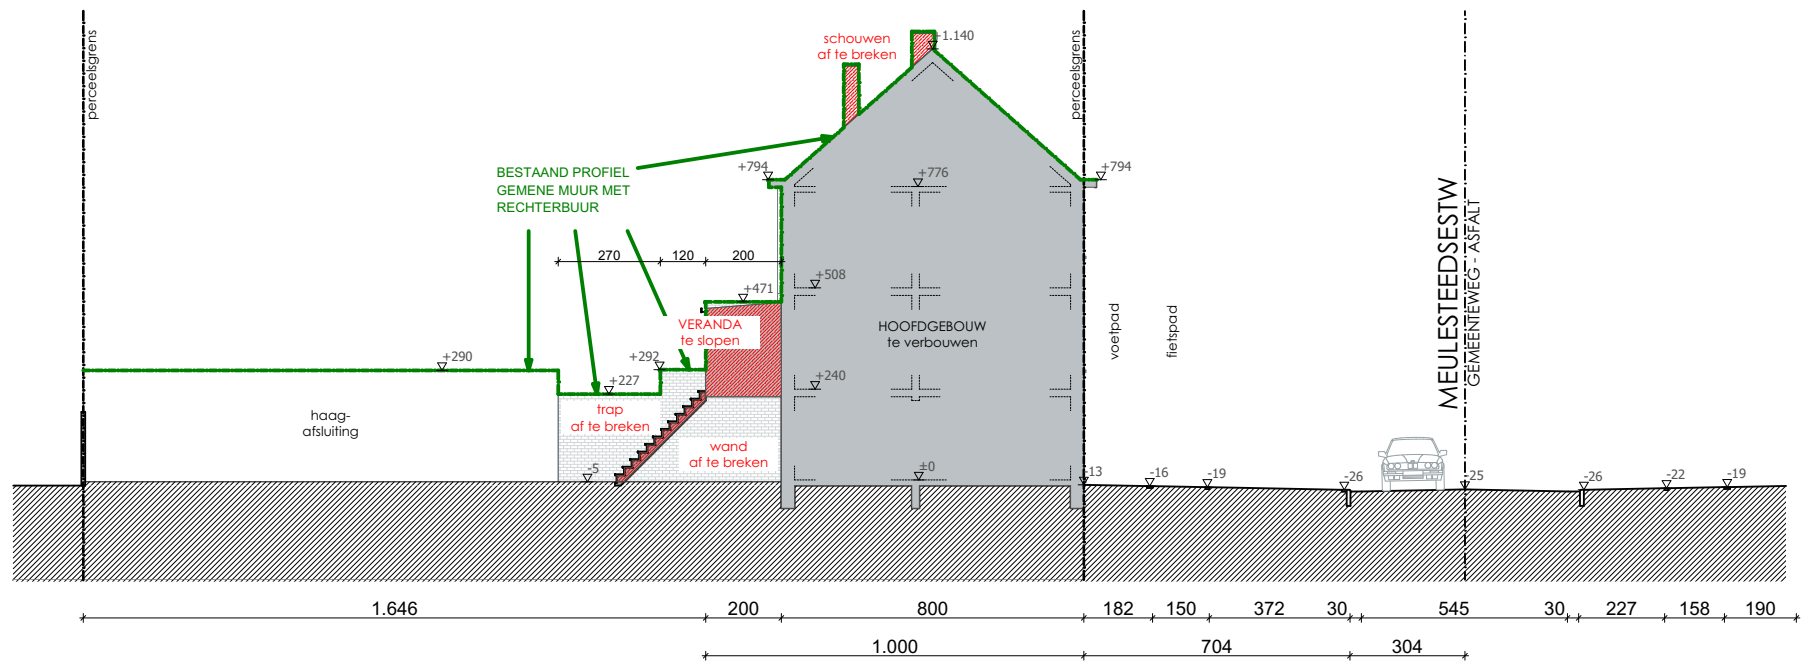 perceelsgrens
schouwen
af te breken
+1.140
perceelsgrens
BESTAAND PROFIEL
GEMENE MUUR MET
RECHTERBUUR
+794
+776
+794
270
120
200
+508
+471
VERANDA
te slopen
HOOFDGEBOUW
te verbouwen
voetpad
fietspad
MEULESTEEDSESTW
GEMEENTEWEG - ASFALT
+290
+292
+227
+240
haag-
afsluiting
trap
af te breken
wand
af te breken
-5
±0
-13
-16
-19
-26
-25
-26
-22
-19
1.646
200
800
182
150
372
30
545
30
227
158
190
1.000
704
304